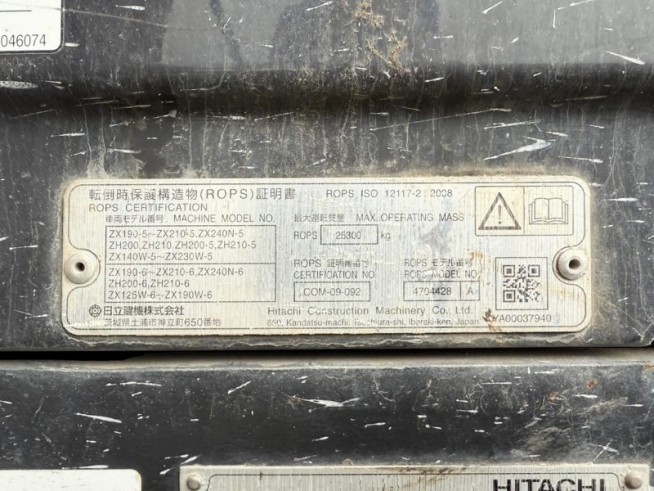 046074
転倒時保護構造物(ROPS)証明書
ROPS ISO 12117-2 : 2008
ROPS CERTIFICATION
車両モデル番号 MACHINE MODEL NO.
最大運転質量 MAX.OPERATING MASS
ZX190-5~ZX210-5,ZX240N-5
ZH200,ZH210,ZH200-5,ZH210-5
ZX140W-5~ZX230W-5
ROPS 25300 kg
ZX190-6~ZX210-6,ZX240N-6
ZH200-6,ZH210-6
ZX125W-6~ZX190W-6
ROPS 証明書番号
CERTIFICATION NO.
COM-09-092
ROPS モデル番号
ROPS MODEL NO.
4704428 A
日立建機株式会社
茨城県土浦市神立町650番地
Hitachi Construction Machinery Co., Ltd.
650, Kandatsu-machi, Tsuchiura-shi, Ibaraki-ken, Japan
YA00037940
HITACHI